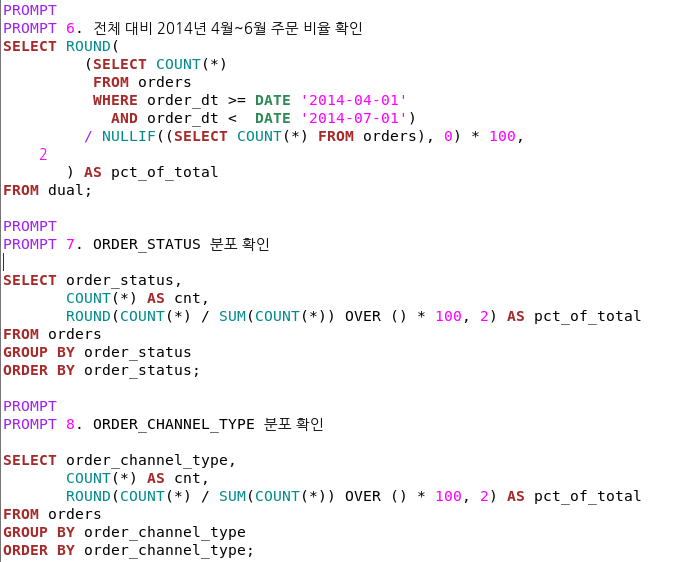 PROMPT
PROMPT 6. 전체 대비 2014년 4월~6월 주문 비율 확인
SELECT ROUND(
         (SELECT COUNT(*)
          FROM orders
          WHERE order_dt >= DATE '2014-04-01'
            AND order_dt <  DATE '2014-07-01')
         / NULLIF((SELECT COUNT(*) FROM orders), 0) * 100,
    2
       ) AS pct_of_total
FROM dual;

PROMPT
PROMPT 7. ORDER_STATUS 분포 확인

SELECT order_status,
       COUNT(*) AS cnt,
       ROUND(COUNT(*) / SUM(COUNT(*)) OVER () * 100, 2) AS pct_of_total
FROM orders
GROUP BY order_status
ORDER BY order_status;

PROMPT
PROMPT 8. ORDER_CHANNEL_TYPE 분포 확인

SELECT order_channel_type,
       COUNT(*) AS cnt,
       ROUND(COUNT(*) / SUM(COUNT(*)) OVER () * 100, 2) AS pct_of_total
FROM orders
GROUP BY order_channel_type
ORDER BY order_channel_type;